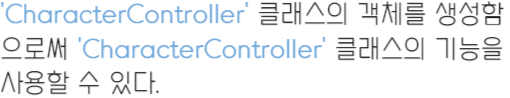 'CharacterController' 클래스의 객체를 생성함
으로써 'CharacterController' 클래스의 기능을
사용할 수 있다.